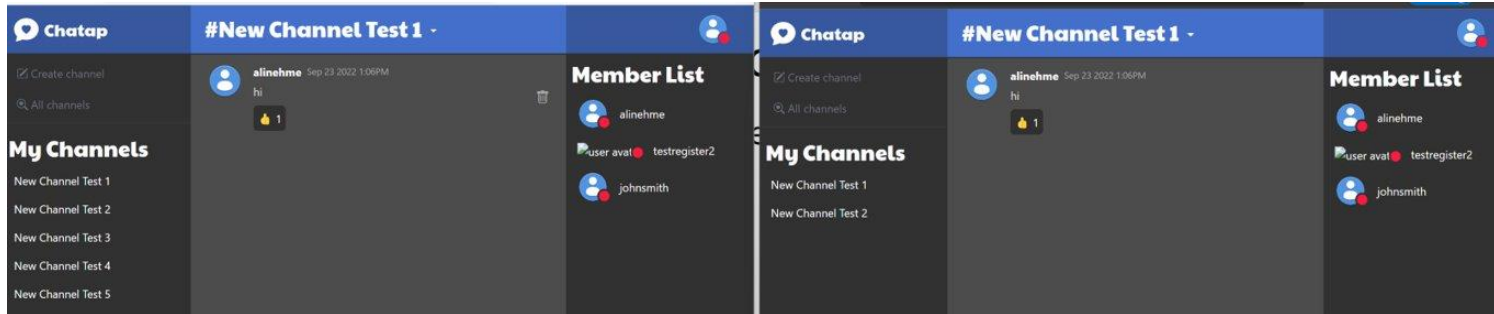 Chatap
#New Channel Test 1
Create channel
All channels
My Channels
New Channel Test 1
New Channel Test 2
New Channel Test 3
New Channel Test 4
New Channel Test 5
alinehme Sep 23 2022 1:06PM
hi
👍 1
Member List
alinehme
user avat testregister2
johnsmith
Chatap
#New Channel Test 1
Create channel
All channels
My Channels
New Channel Test 1
New Channel Test 2
alinehme Sep 23 2022 1:06PM
hi
👍 1
Member List
alinehme
user avat testregister2
johnsmith